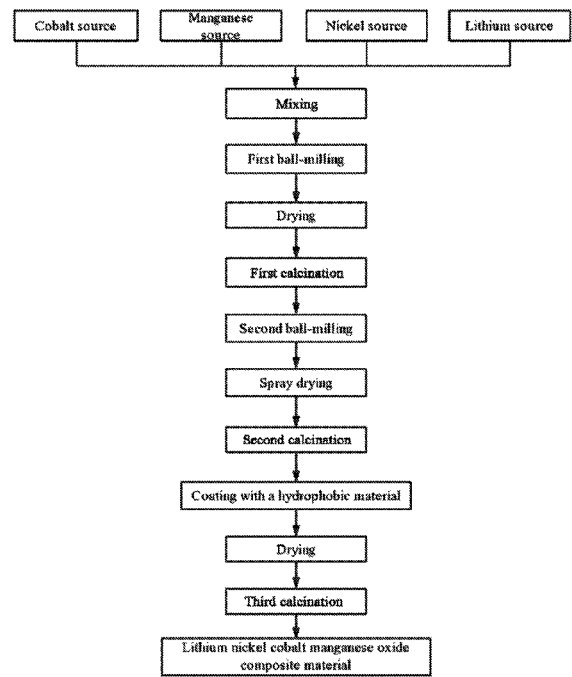 Cobalt source
Manganese
source
Nickel source
Lithium source
Mixing
First ball-milling
Drying
First calcination
Second ball-milling
Spray drying
Second calcination
Coating with a hydrophobic material
Drying
Third calcination
Lithium nickel cobalt manganese oxide
composite material